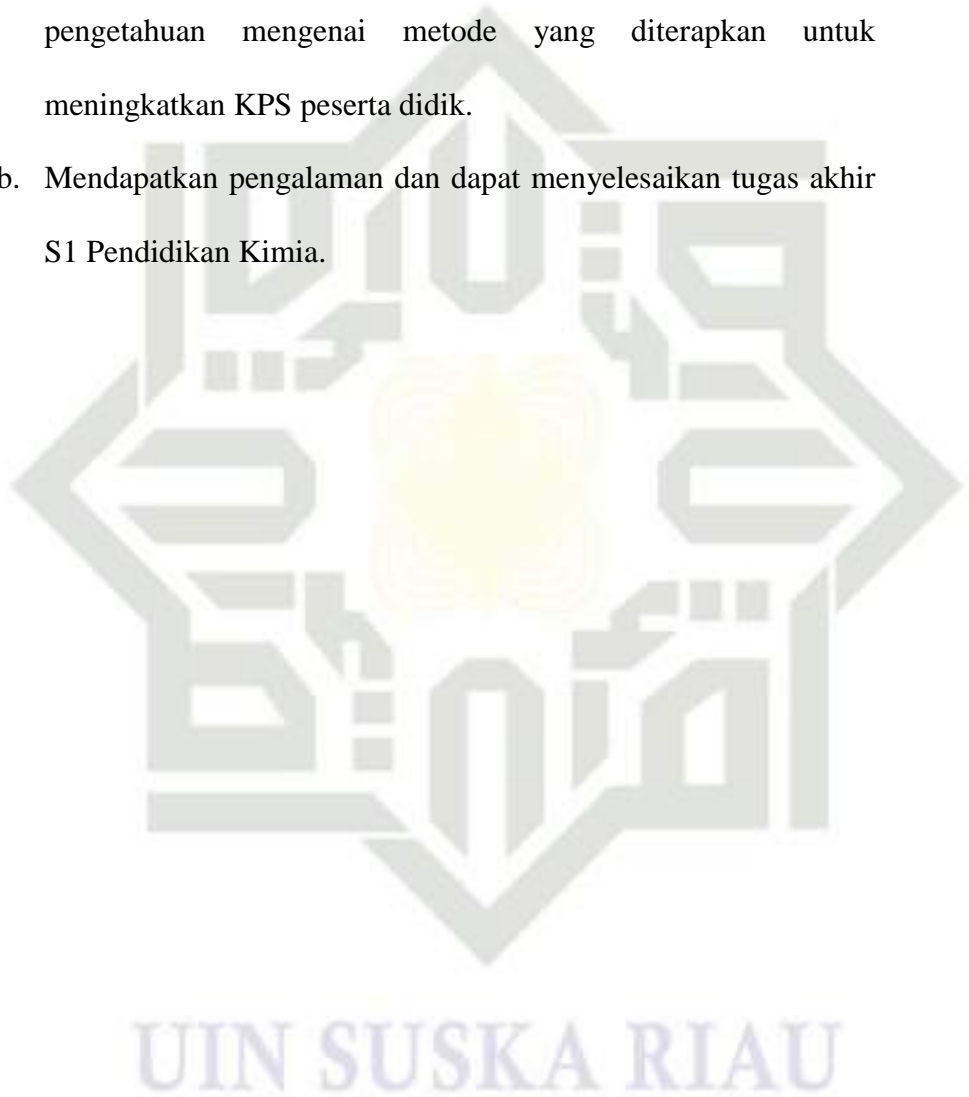 pengetahuan mengenai metode yang diterapkan untuk
meningkatkan KPS peserta didik.
b. Mendapatkan pengalaman dan dapat menyelesaikan tugas akhir
S1 Pendidikan Kimia.
UIN SUSKA RIAU